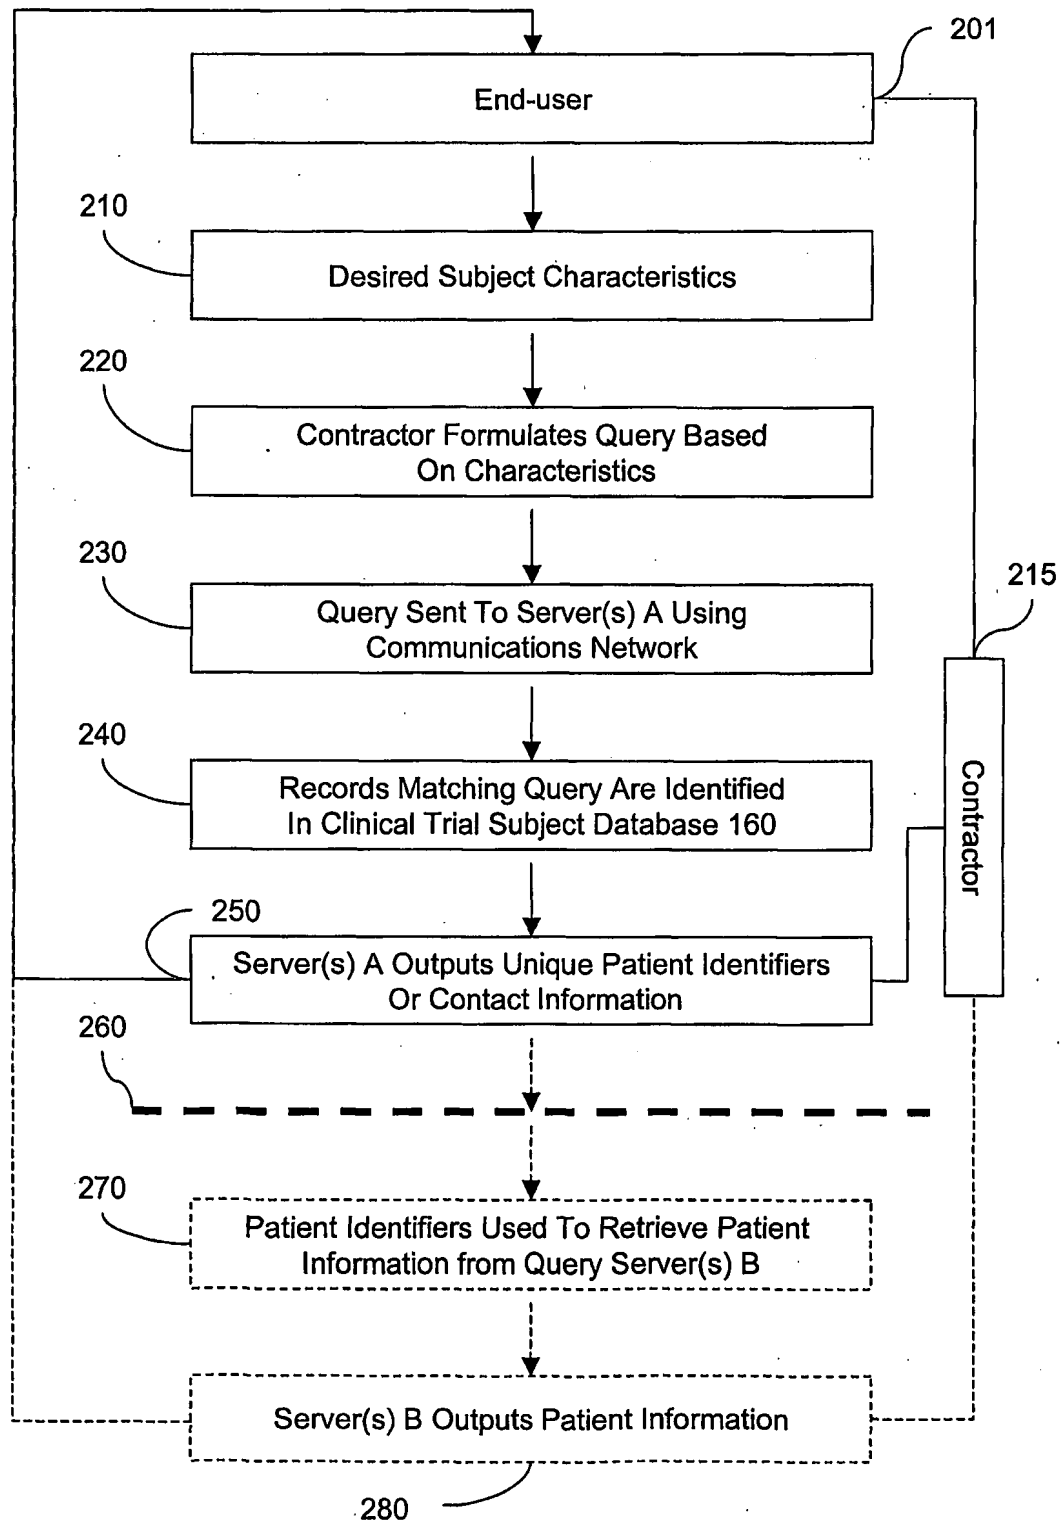 201
End-user
210
Desired Subject Characteristics
220
Contractor Formulates Query Based
On Characteristics
230
Query Sent To Server(s) A Using
Communications Network
215
240
Records Matching Query Are Identified
In Clinical Trial Subject Database 160
Contractor
250
Server(s) A Outputs Unique Patient Identifiers
Or Contact Information
260
270
Patient Identifiers Used To Retrieve Patient
Information from Query Server(s) B
Server(s) B Outputs Patient Information
280